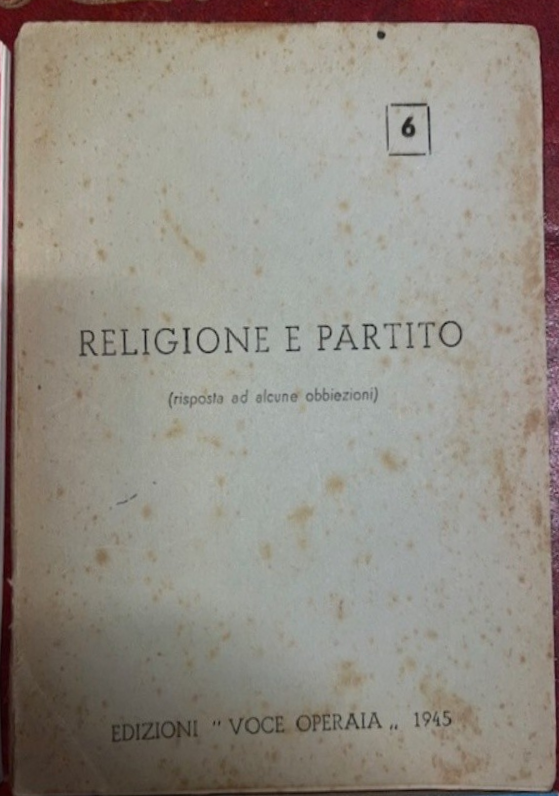 6
RELIGIONE E PARTITO
(risposta ad alcune obbiezioni)
EDIZIONI " VOCE OPERAIA „ 1945